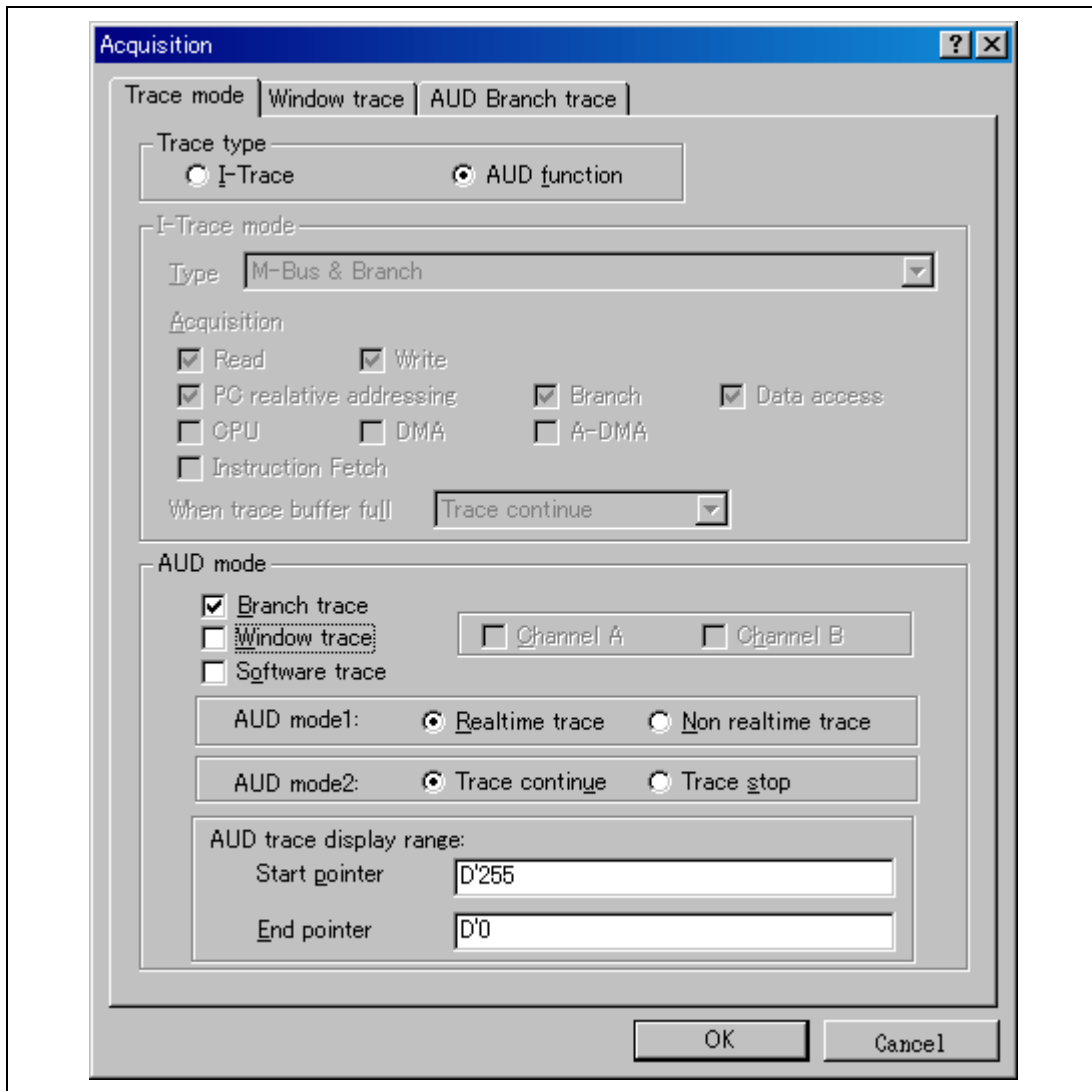 Acquisition
Trace mode Window trace AUD Branch trace
Trace type
I-Trace AUD function
I-Trace mode
Type M-Bus & Branch
Acquisition
Read Write
PC realative addressing Branch Data access
CPU DMA A-DMA
Instruction Fetch
When trace buffer full Trace continue
AUD mode
Branch trace
Window trace Channel A Channel B
Software trace
AUD mode1: Realtime trace Non realtime trace
AUD mode2: Trace continue Trace stop
AUD trace display range:
Start pointer D'255
End pointer D'0
OK Cancel